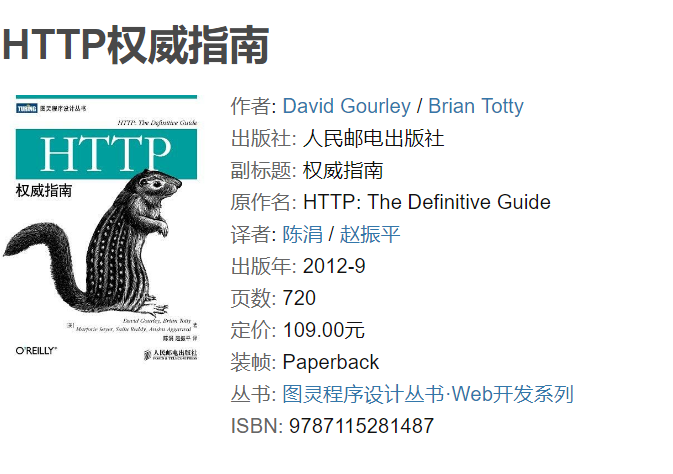 HTTP权威指南
TURING 图灵程序设计丛书
HTTP: The Definitive Guide
HTTP
权威指南
[美] David Gourley, Brian Totty 著
Marjorie Sayer, Sailu Reddy, Anshu Aggarwal
陈涓 赵振平 译
O'REILLY®
人民邮电出版社
POSTS & TELECOM PRESS
作者: David Gourley / Brian Totty
出版社: 人民邮电出版社
副标题: 权威指南
原作名: HTTP: The Definitive Guide
译者: 陈涓 / 赵振平
出版年: 2012-9
页数: 720
定价: 109.00元
装帧: Paperback
丛书: 图灵程序设计丛书·Web开发系列
ISBN: 9787115281487